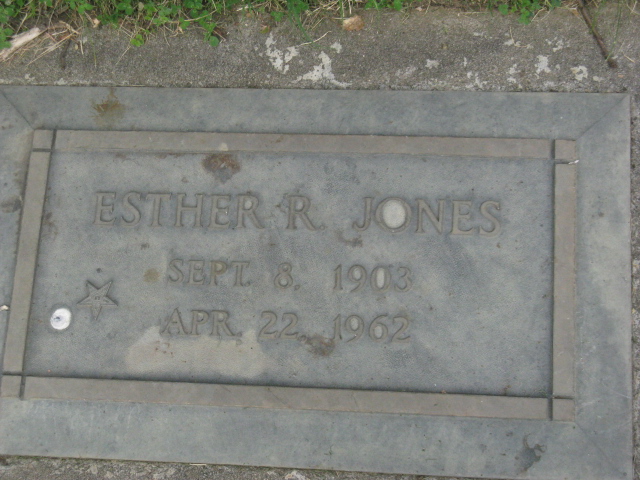 ESTHER R. JONES
SEPT. 8, 1903
APR. 22, 1962